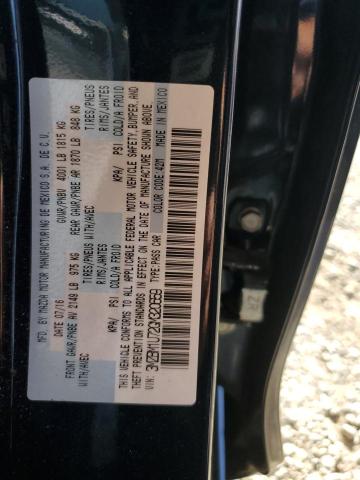 MFD. BY MAZDA MOTOR MANUFACTURING DE MEXICO S.A. DE C.V.
DATE 07/16 GVWR/PNBV 4001 LB 1815 KG
FRONT GAWR/PNBE AV 2149 LB 975 KG REAR GAWR/PNBE AR 1870 LB 848 KG
WITH/AVEC TIRES/PNEUS WITH/AVEC TIRES/PNEUS
RIMS/JANTES RIMS/JANTES
KPA/ PSI COLD/A FROID KPA/ PSI COLD/A FROID
THIS VEHICLE CONFORMS TO ALL APPLICABLE FEDERAL MOTOR VEHICLE SAFETY, BUMPER, AND
THEFT PREVENTION STANDARDS IN EFFECT ON THE DATE OF MANUFACTURE SHOWN ABOVE.
TYPE: PASS CAR COLOR CODE: 42M MADE IN MEXICO
VIN: